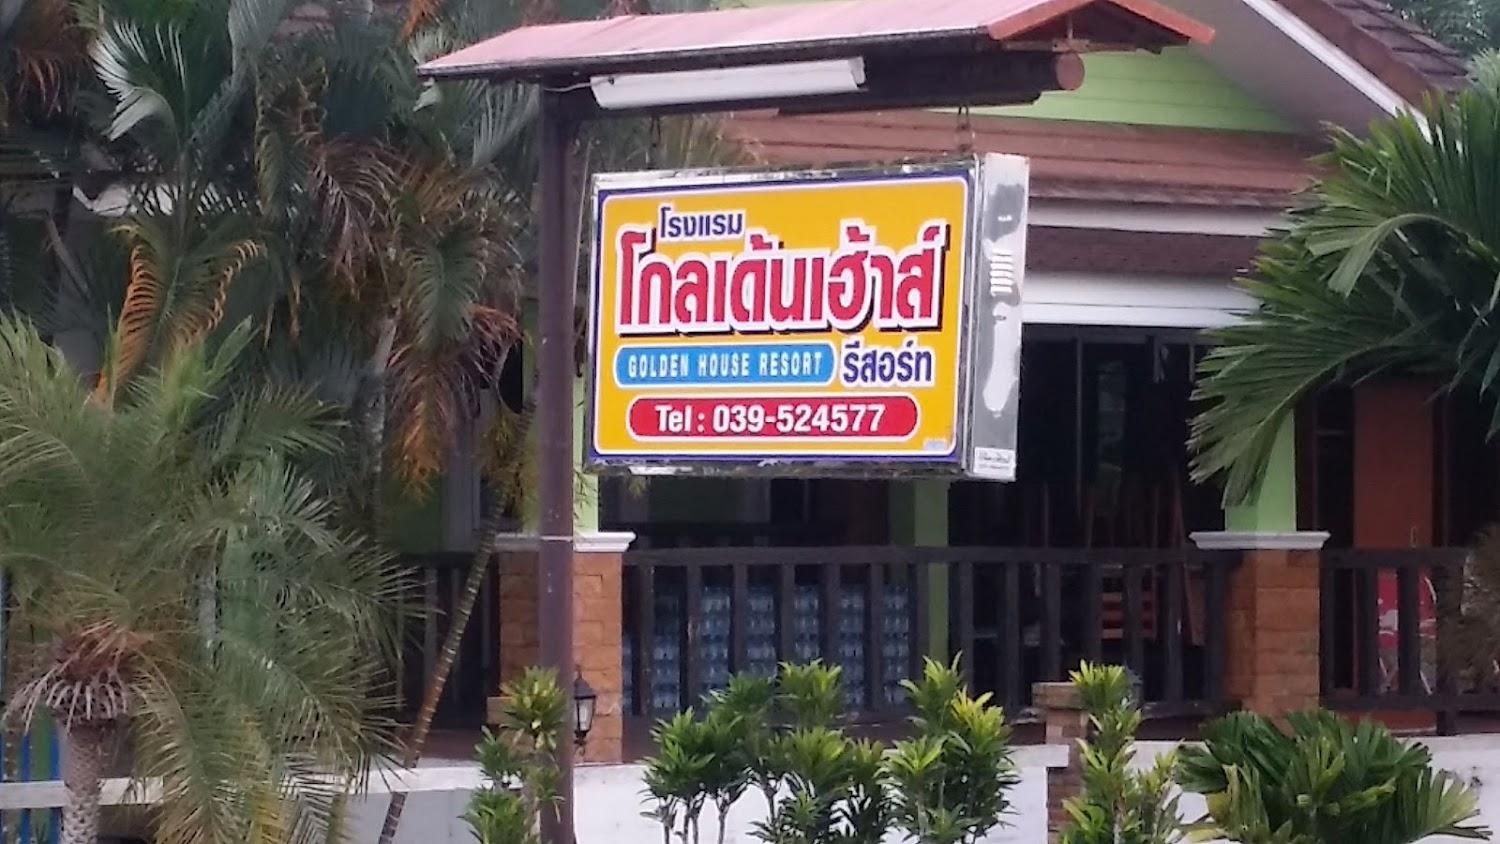 โรงแรม
โกลเด้นเฮ้าส์
GOLDEN HOUSE RESORT รีสอร์ท
Tel : 039-524577